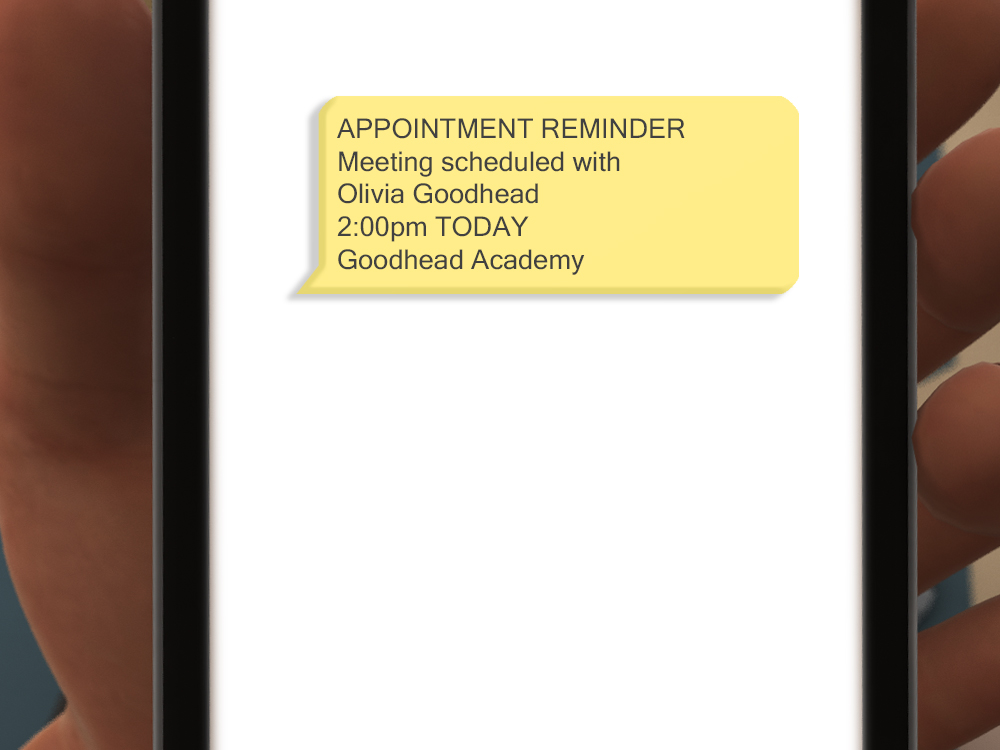 APPOINTMENT REMINDER
Meeting scheduled with
Olivia Goodhead
2:00pm TODAY
Goodhead Academy